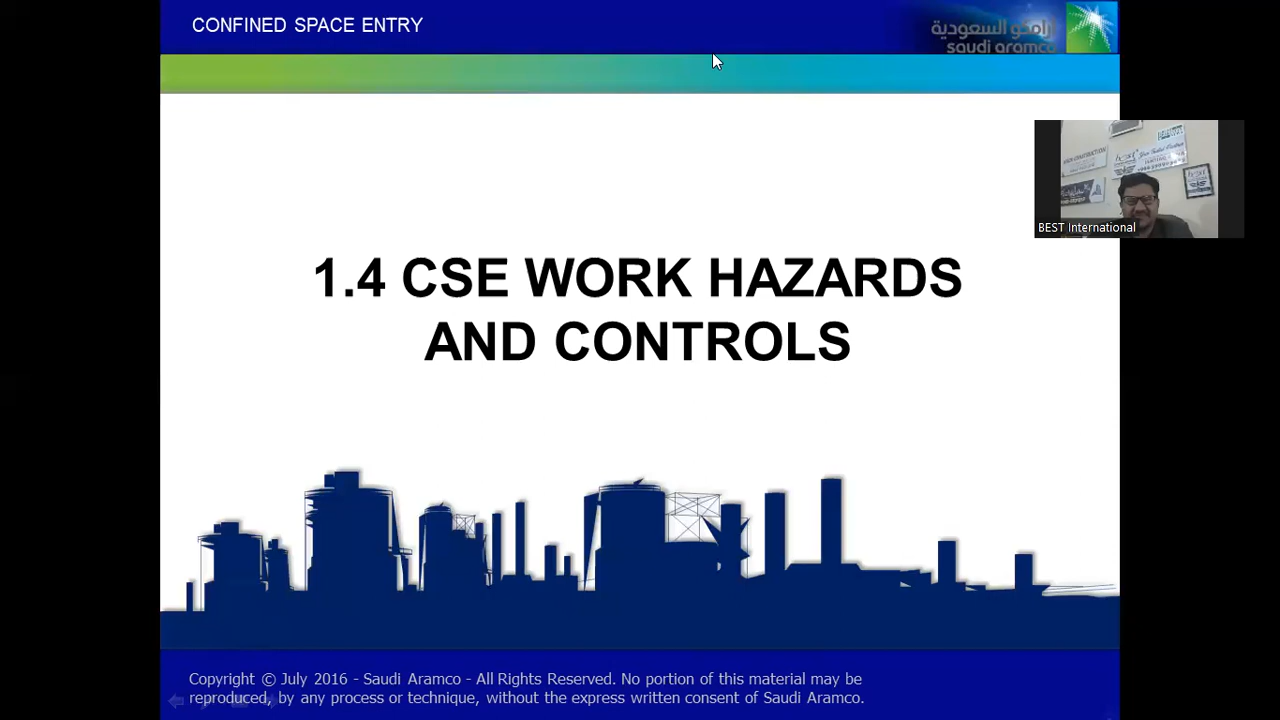 CONFINED SPACE ENTRY
أرامكو السعودية
saudi aramco
BEST International
1.4 CSE WORK HAZARDS
AND CONTROLS
Copyright © July 2016 - Saudi Aramco - All Rights Reserved. No portion of this material may be
reproduced, by any process or technique, without the express written consent of Saudi Aramco.